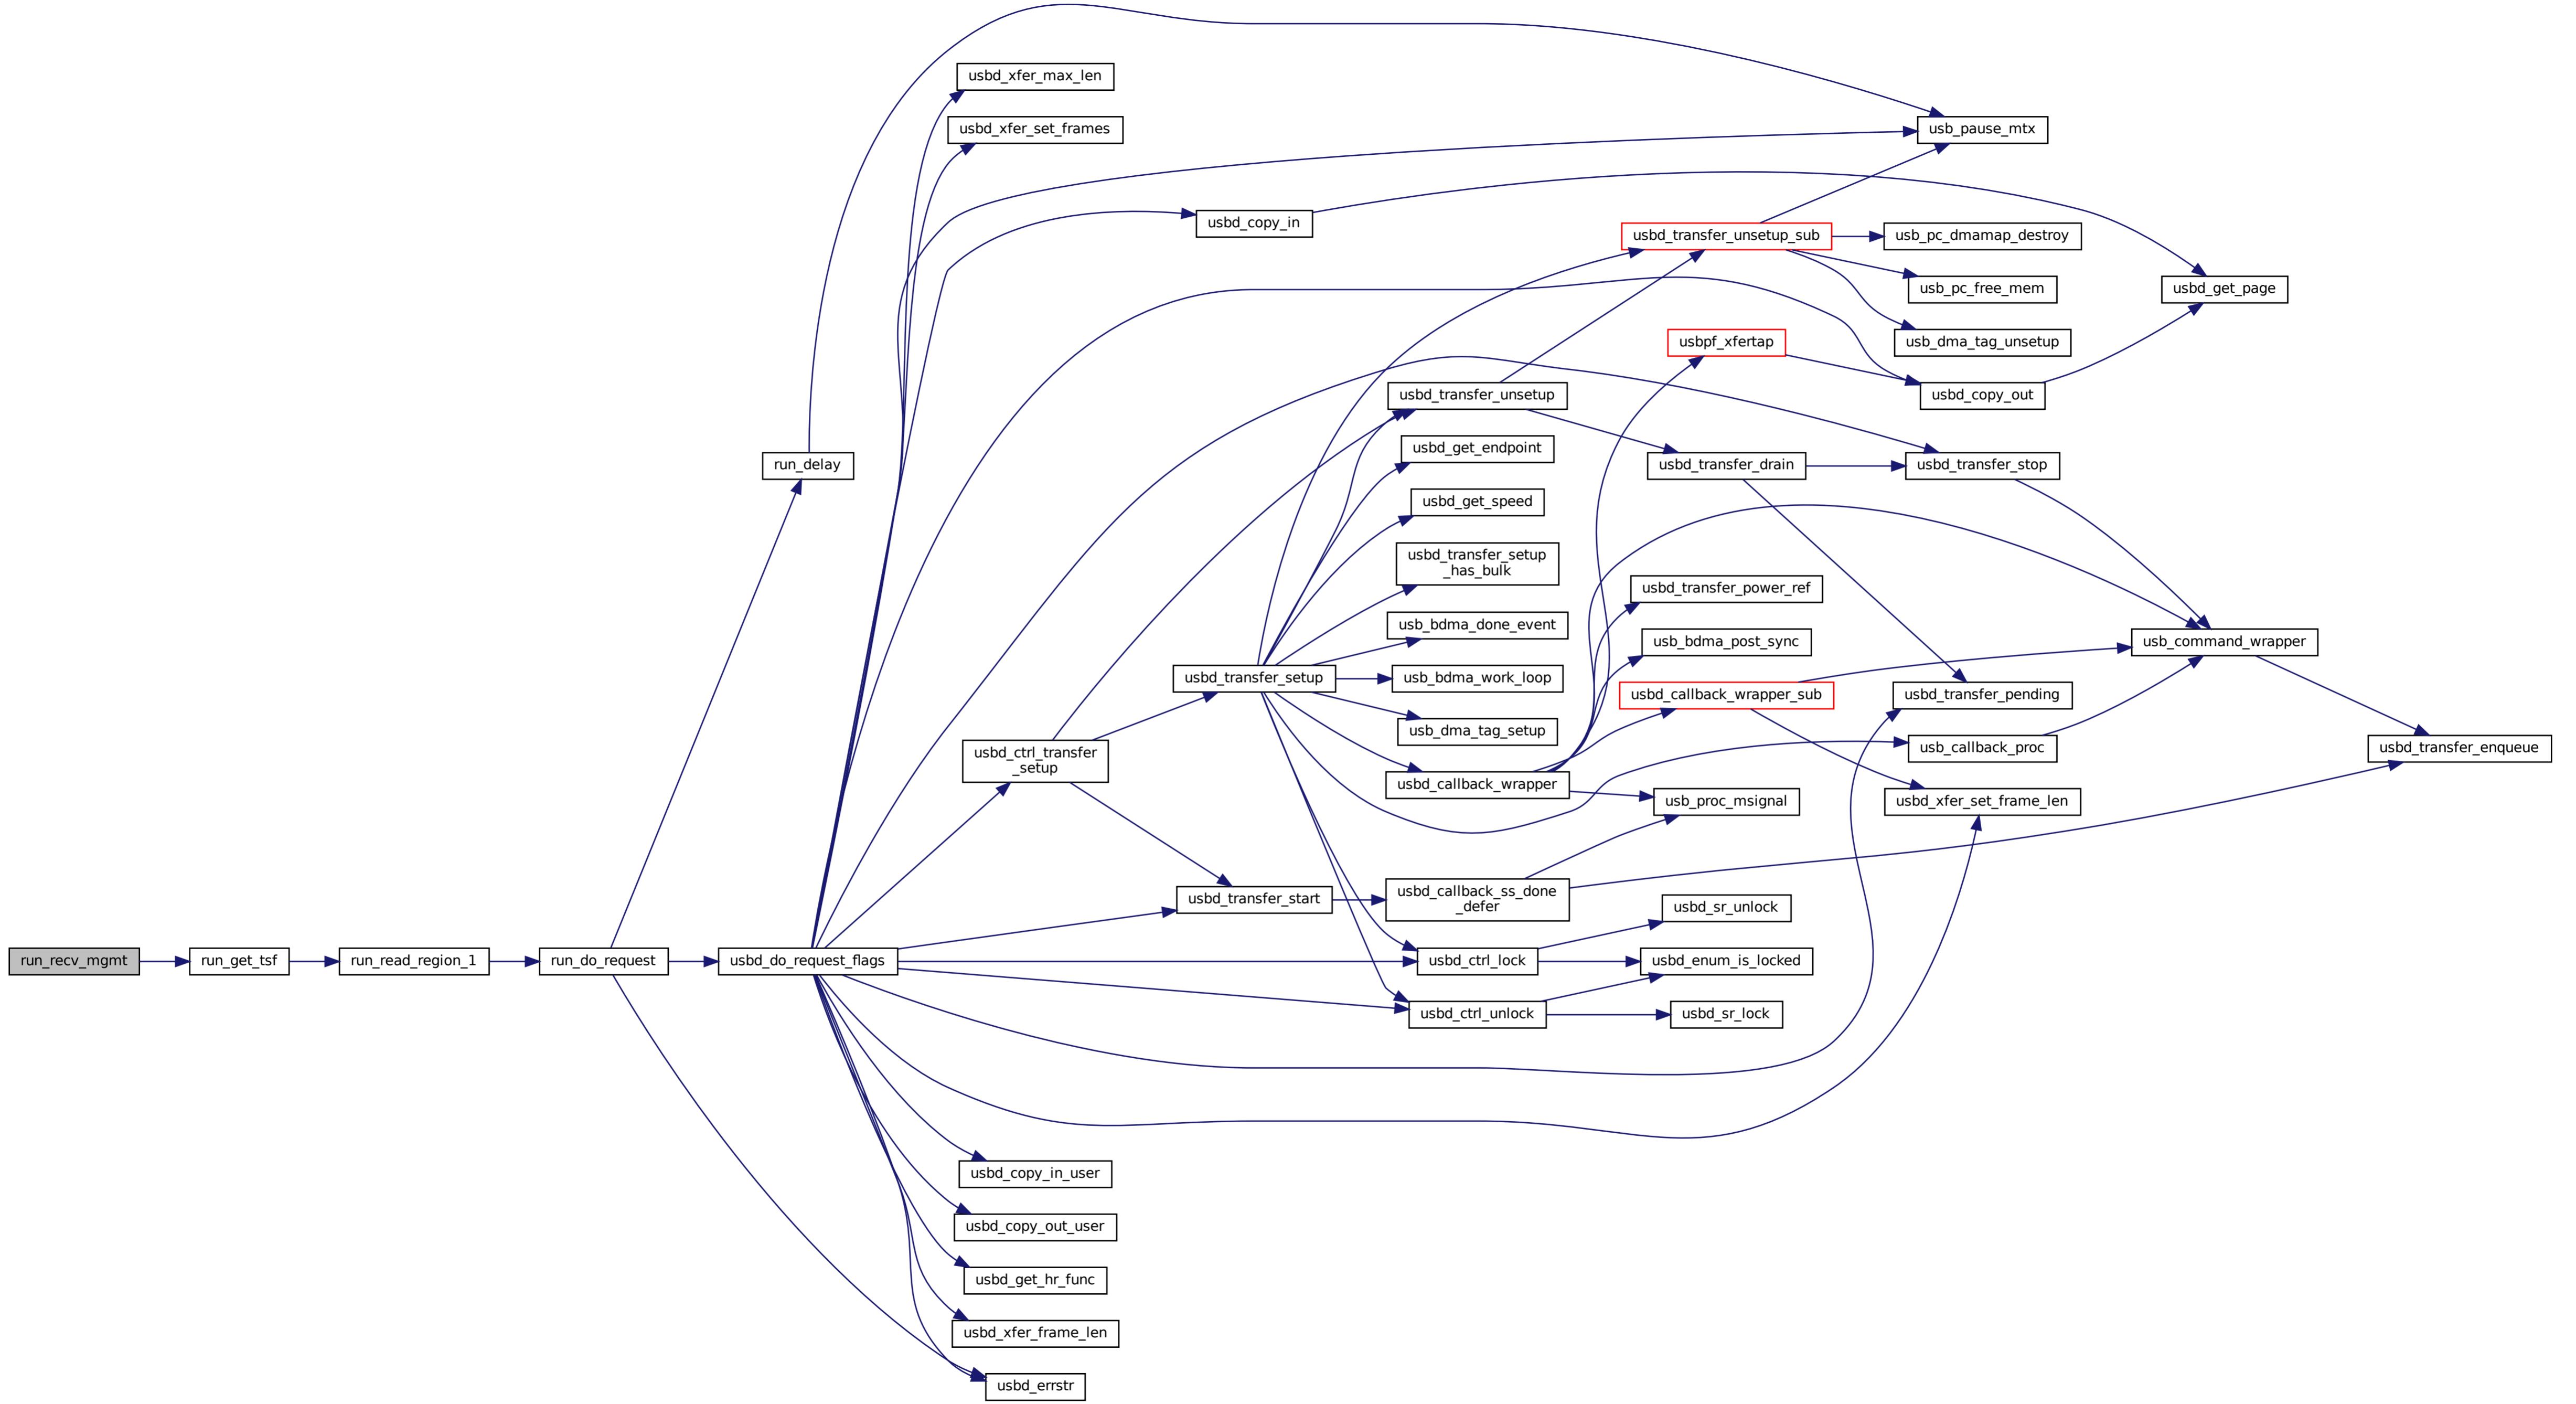 run_recv_mgmt
run_get_tsf
run_read_region_1
run_do_request
run_delay
usbd_do_request_flags
usbd_xfer_max_len
usbd_xfer_set_frames
usbd_ctrl_transfer
_setup
usbd_copy_in_user
usbd_copy_out_user
usbd_get_hr_func
usbd_xfer_frame_len
usbd_errstr
usbd_copy_in
usbd_transfer_setup
usbd_transfer_start
usbd_transfer_unsetup
usbd_get_endpoint
usbd_get_speed
usbd_transfer_setup
_has_bulk
usb_bdma_done_event
usb_bdma_work_loop
usb_dma_tag_setup
usbd_callback_wrapper
usbd_callback_ss_done
_defer
usbd_ctrl_lock
usbd_ctrl_unlock
usbd_transfer_unsetup_sub
usbpf_xfertap
usbd_transfer_drain
usbd_transfer_power_ref
usb_bdma_post_sync
usbd_callback_wrapper_sub
usb_proc_msignal
usbd_sr_unlock
usbd_enum_is_locked
usbd_sr_lock
usb_pause_mtx
usb_pc_dmamap_destroy
usb_pc_free_mem
usb_dma_tag_unsetup
usbd_copy_out
usbd_transfer_stop
usbd_transfer_pending
usb_callback_proc
usbd_xfer_set_frame_len
usbd_get_page
usb_command_wrapper
usbd_transfer_enqueue